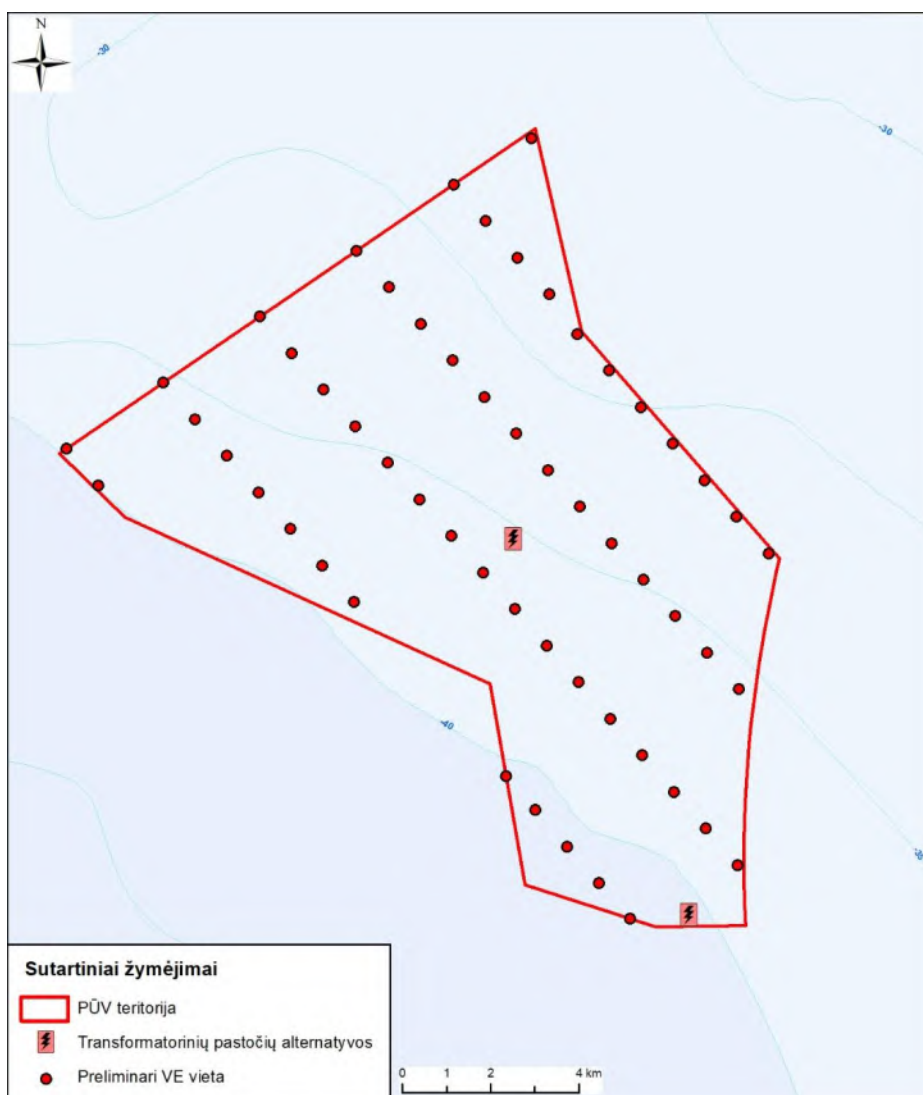 N
-30
-30
-40
-30
Sutartiniai žymėjimai
PŪV teritorija
Transformatorinių pastočių alternatyvos
Preliminari VE vieta
0 1 2 4 km